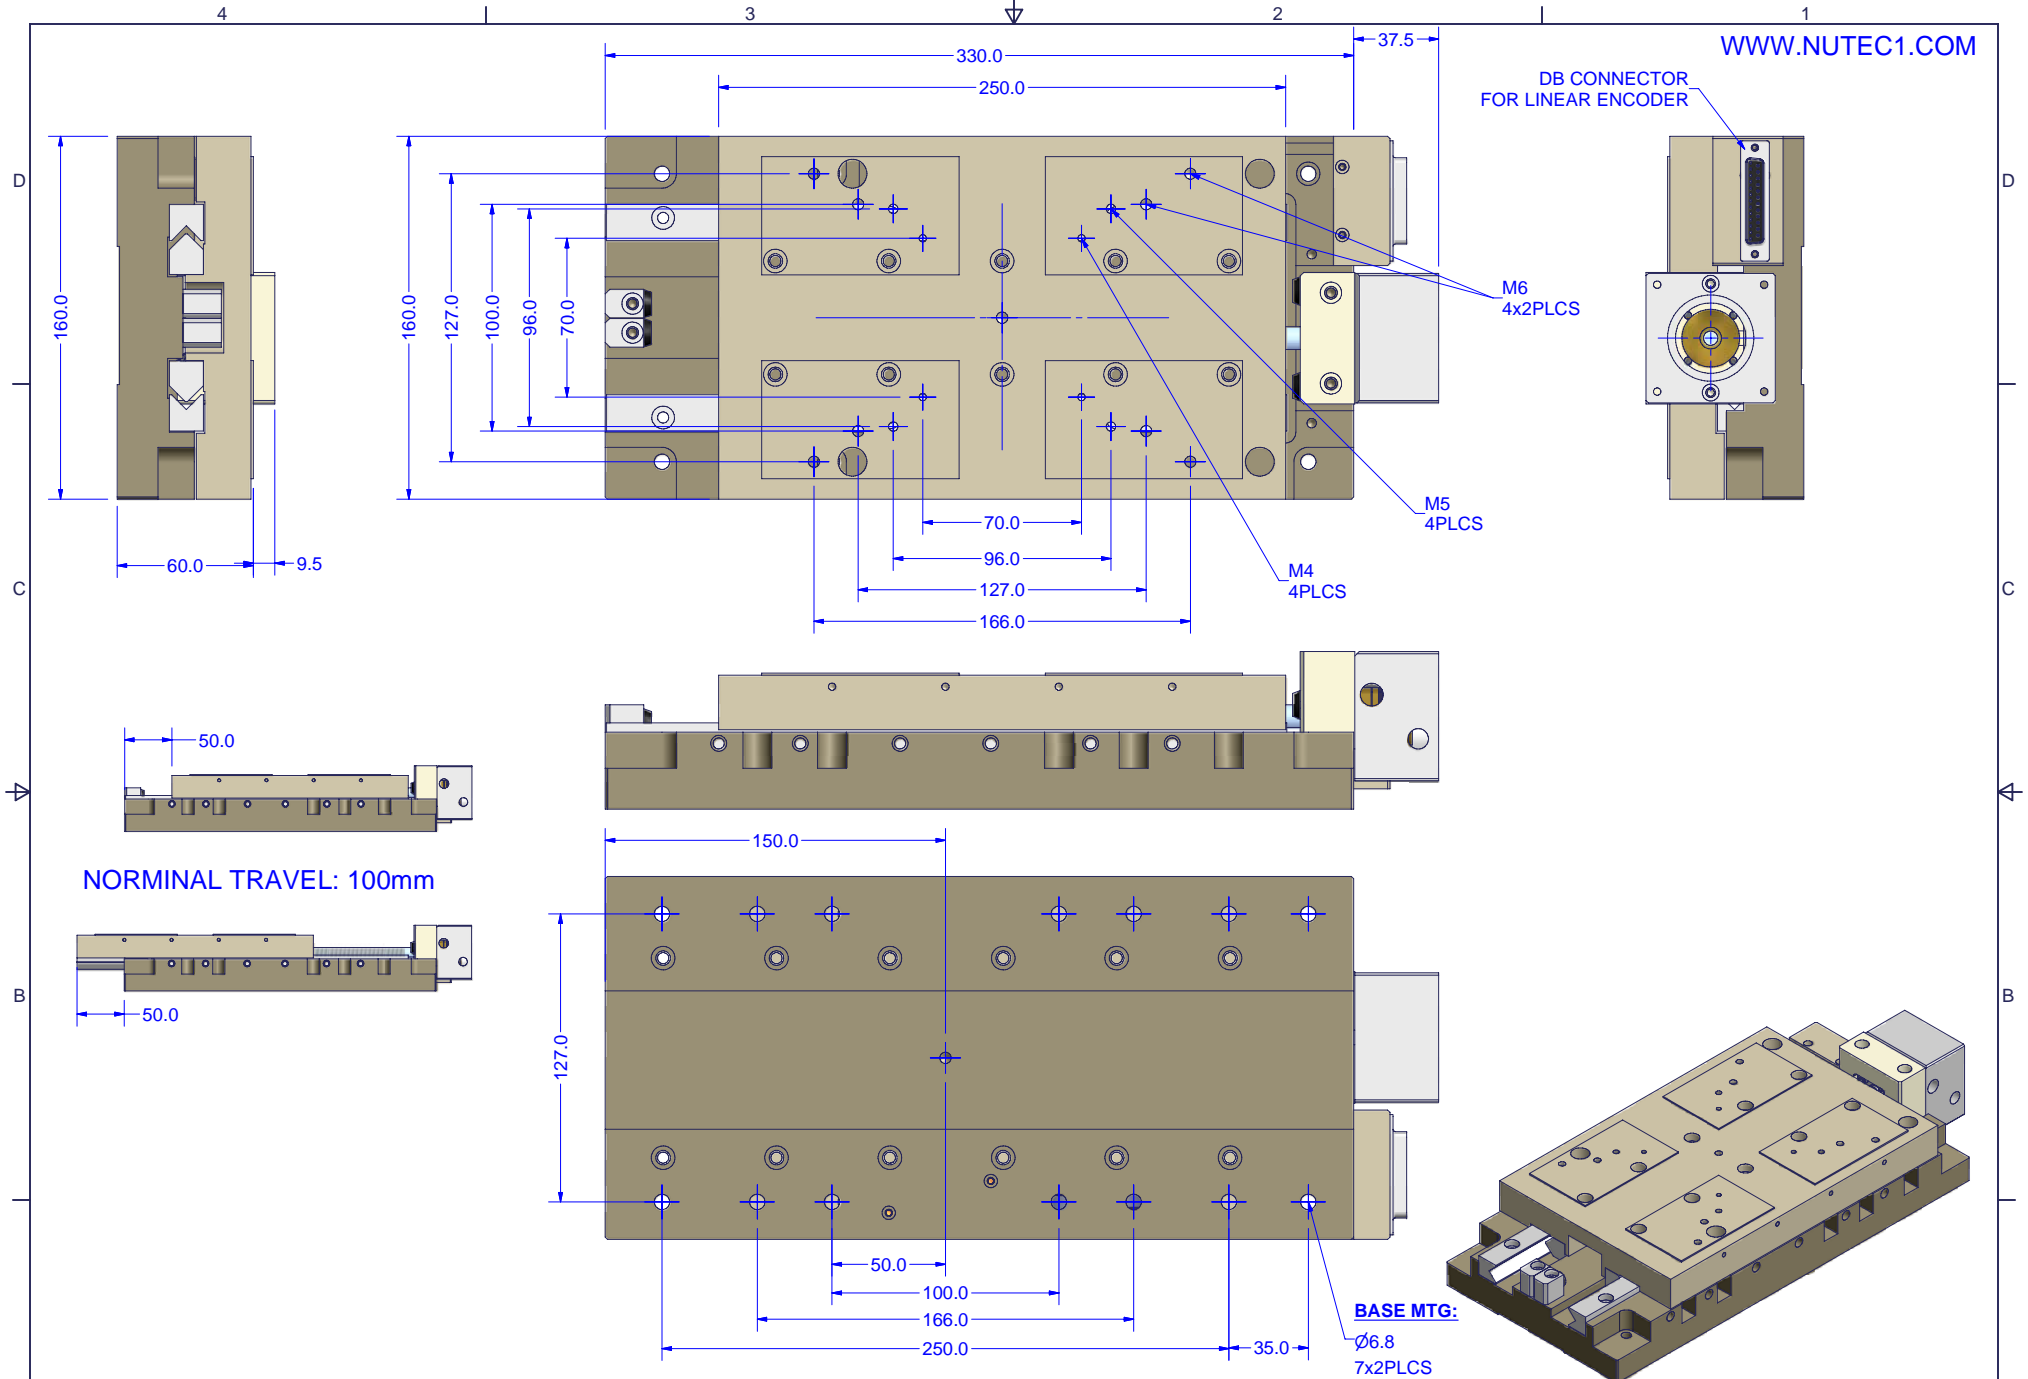 4
3
2
1
WWW.NUTEC1.COM
330.0
37.5
250.0
DB CONNECTOR
FOR LINEAR ENCODER
D
D
160.0
160.0
127.0
100.0
96.0
70.0
M6
4x2PLCS
M5
4PLCS
70.0
96.0
60.0
9.5
M4
4PLCS
127.0
166.0
C
C
50.0
150.0
NORMINAL TRAVEL: 100mm
50.0
B
B
127.0
50.0
100.0
166.0
250.0
35.0
BASE MTG:
Ø6.8
7x2PLCS